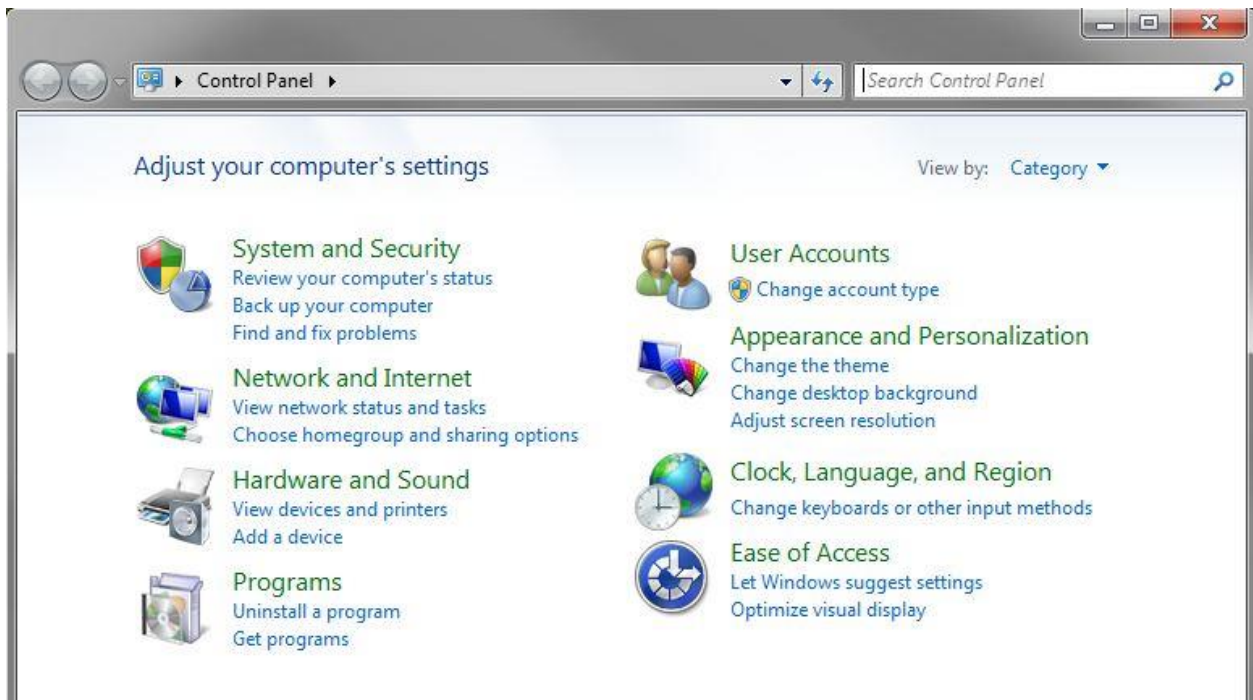 Control Panel
Search Control Panel
Adjust your computer's settings
View by: Category
System and Security
Review your computer's status
Back up your computer
Find and fix problems
Network and Internet
View network status and tasks
Choose homegroup and sharing options
Hardware and Sound
View devices and printers
Add a device
Programs
Uninstall a program
Get programs
User Accounts
Change account type
Appearance and Personalization
Change the theme
Change desktop background
Adjust screen resolution
Clock, Language, and Region
Change keyboards or other input methods
Ease of Access
Let Windows suggest settings
Optimize visual display